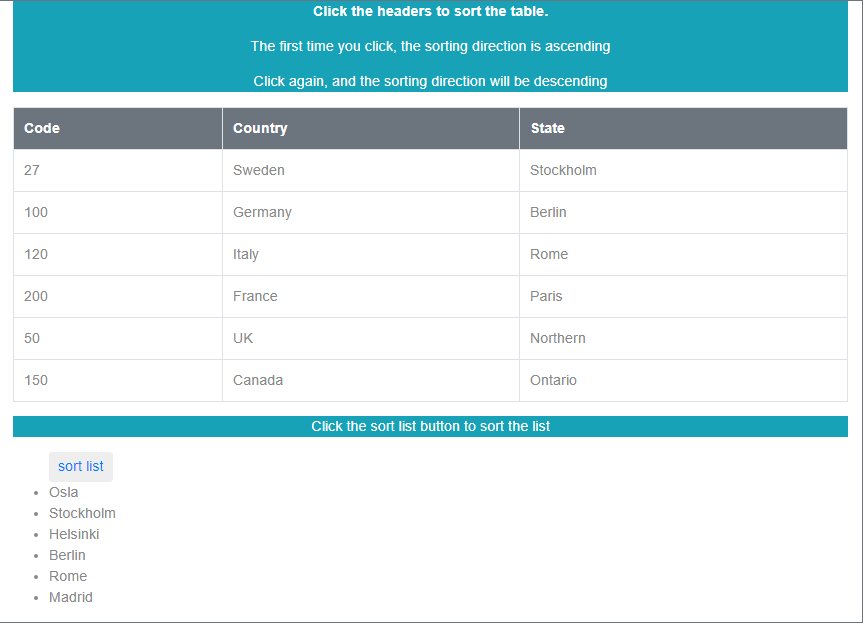 Click the headers to sort the table.
The first time you click, the sorting direction is ascending
Click again, and the sorting direction will be descending
Code Country State
27 Sweden Stockholm
100 Germany Berlin
120 Italy Rome
200 France Paris
50 UK Northern
150 Canada Ontario
Click the sort list button to sort the list
sort list
Osla
Stockholm
Helsinki
Berlin
Rome
Madrid